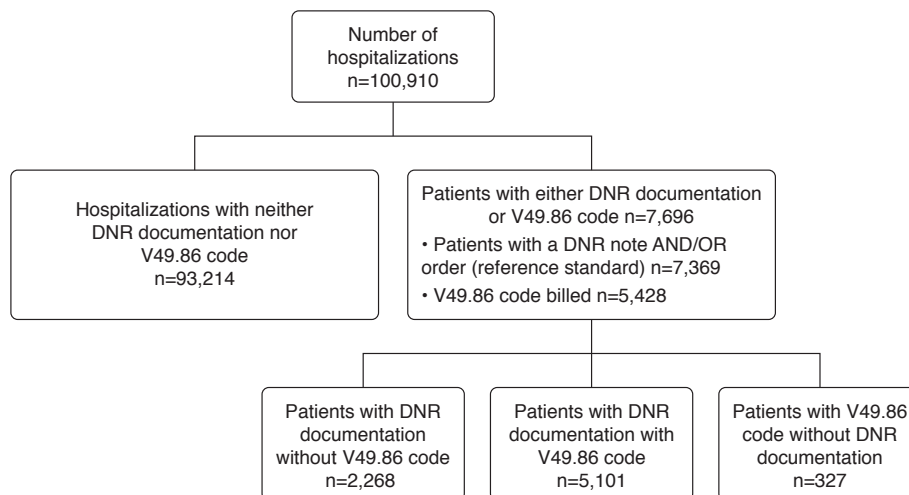 Number of
hospitalizations
n=100,910
Hospitalizations with neither
DNR documentation nor
V49.86 code
n=93,214
Patients with either DNR documentation
or V49.86 code n=7,696
• Patients with a DNR note AND/OR
order (reference standard) n=7,369
• V49.86 code billed n=5,428
Patients with DNR
documentation
without V49.86 code
n=2,268
Patients with DNR
documentation with
V49.86 code
n=5,101
Patients with V49.86
code without DNR
documentation
n=327